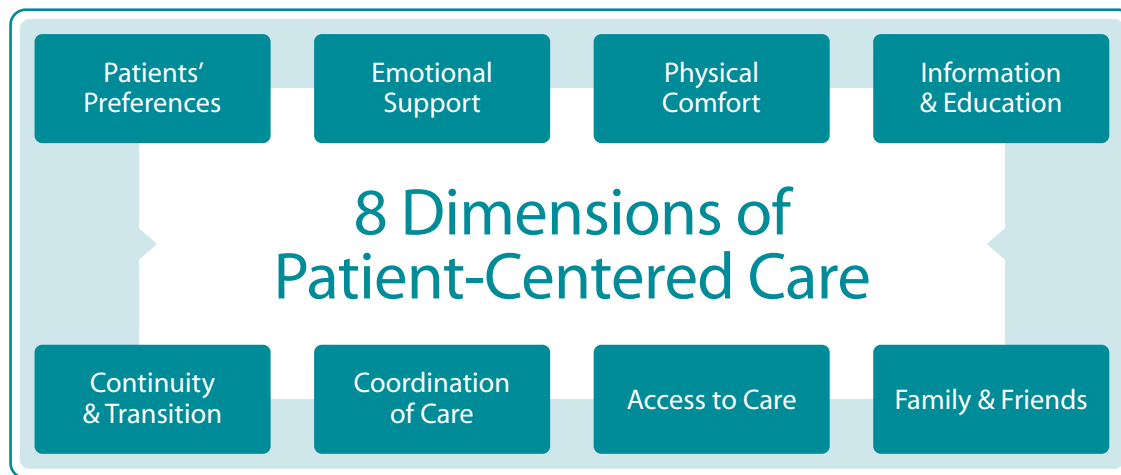 Patients’
Preferences
Emotional
Support
Physical
Comfort
Information
& Education
8 Dimensions of
Patient-Centered Care
Continuity
& Transition
Coordination
of Care
Access to Care
Family & Friends